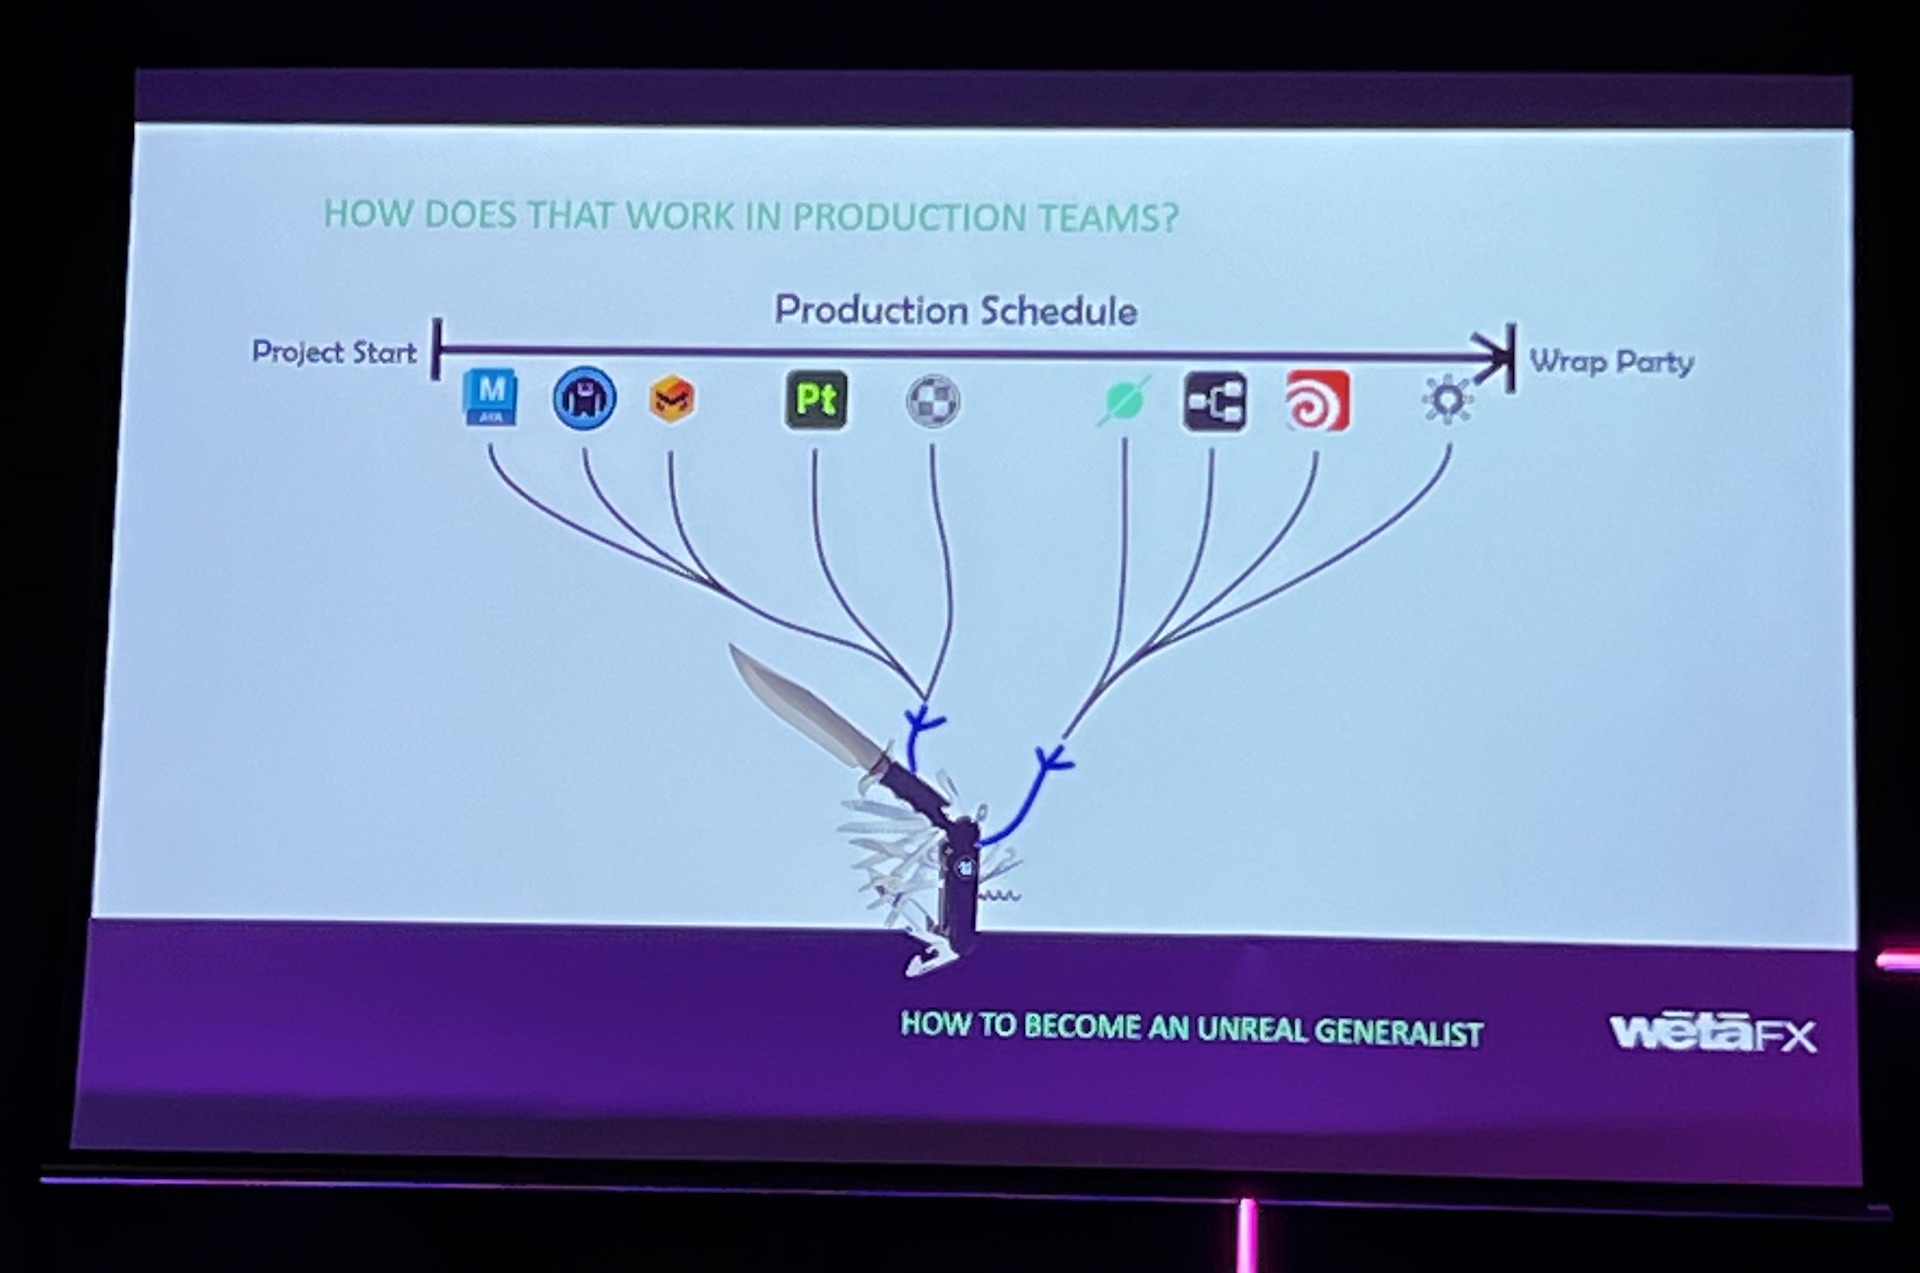 HOW DOES THAT WORK IN PRODUCTION TEAMS?
Production Schedule
Project Start
Wrap Party
M
Pt
HOW TO BECOME AN UNREAL GENERALIST
wētāFX